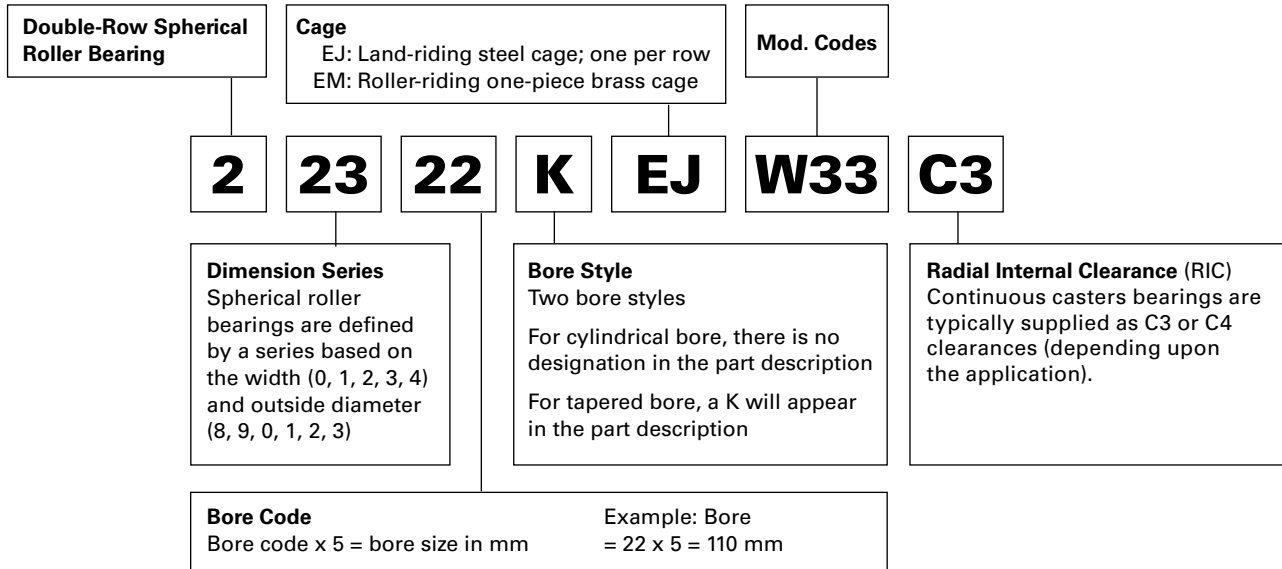 Double-Row Spherical
Roller Bearing
Cage
EJ: Land-riding steel cage; one per row
EM: Roller-riding one-piece brass cage
Mod. Codes
2 23 22 K EJ W33 C3
Dimension Series
Spherical roller
bearings are defined
by a series based on
the width (0, 1, 2, 3, 4)
and outside diameter
(8, 9, 0, 1, 2, 3)
Bore Style
Two bore styles
For cylindrical bore, there is no
designation in the part description
For tapered bore, a K will appear
in the part description
Radial Internal Clearance (RIC)
Continuous casters bearings are
typically supplied as C3 or C4
clearances (depending upon
the application).
Bore Code
Bore code x 5 = bore size in mm
Example: Bore
= 22 x 5 = 110 mm